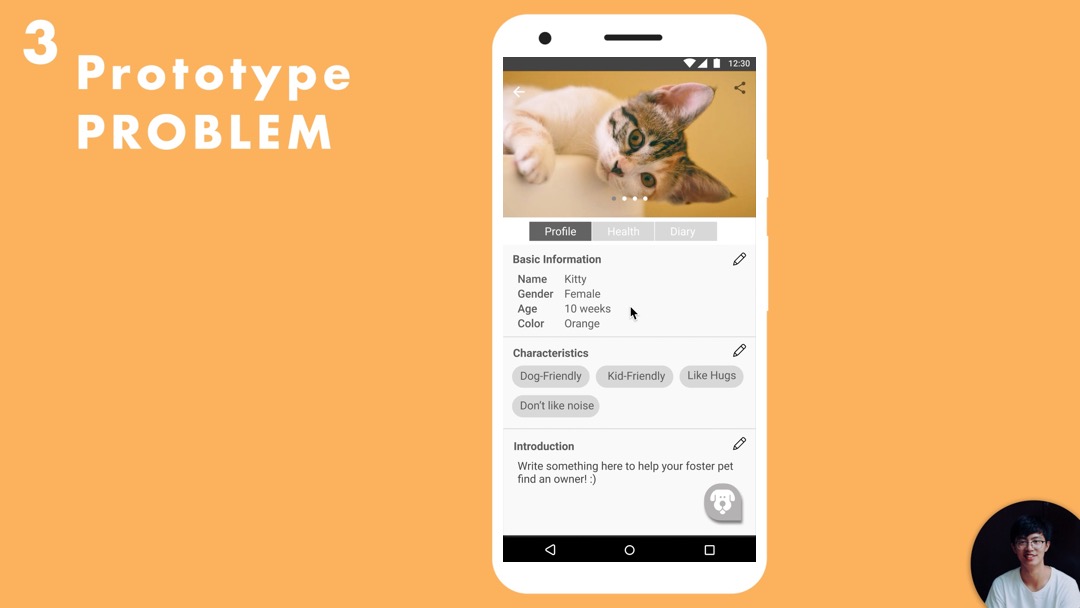 3
Prototype
PROBLEM
12:30
Profile Health Diary
Basic Information
Name Kitty
Gender Female
Age 10 weeks
Color Orange
Characteristics
Dog-Friendly Kid-Friendly Like Hugs
Don't like noise
Introduction
Write something here to help your foster pet
find an owner! :)